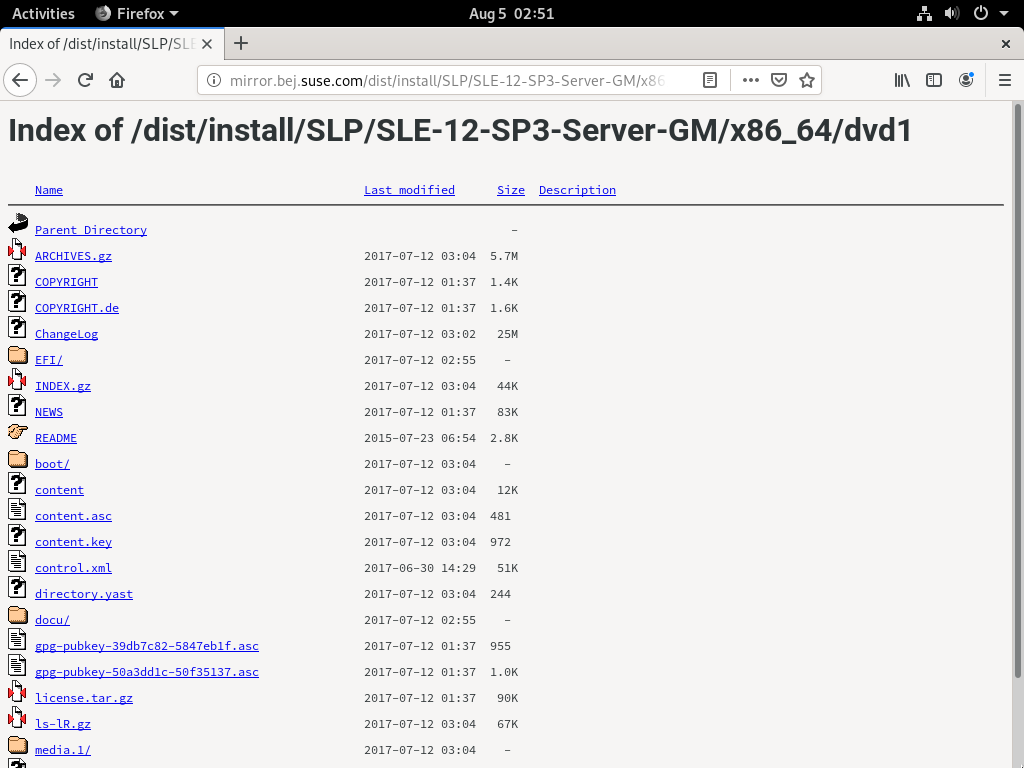 Activities Firefox Aug 5 02:51
Index of /dist/install/SLP/SLE
mirror.bej.suse.com/dist/install/SLP/SLE-12-SP3-Server-GM/x86
Index of /dist/install/SLP/SLE-12-SP3-Server-GM/x86_64/dvd1
Name Last modified Size Description
Parent Directory -
ARCHIVES.gz 2017-07-12 03:04 5.7M
COPYRIGHT 2017-07-12 01:37 1.4K
COPYRIGHT.de 2017-07-12 01:37 1.6K
ChangeLog 2017-07-12 03:02 25M
EFI/ 2017-07-12 02:55 -
INDEX.gz 2017-07-12 03:04 44K
NEWS 2017-07-12 01:37 83K
README 2015-07-23 06:54 2.8K
boot/ 2017-07-12 03:04 -
content 2017-07-12 03:04 12K
content.asc 2017-07-12 03:04 481
content.key 2017-07-12 03:04 972
control.xml 2017-06-30 14:29 51K
directory.yast 2017-07-12 03:04 244
docu/ 2017-07-12 02:55 -
gpg-pubkey-39db7c82-5847eb1f.asc 2017-07-12 01:37 955
gpg-pubkey-50a3dd1c-50f35137.asc 2017-07-12 01:37 1.0K
license.tar.gz 2017-07-12 01:37 90K
ls-lR.gz 2017-07-12 03:04 67K
media.1/ 2017-07-12 03:04 -